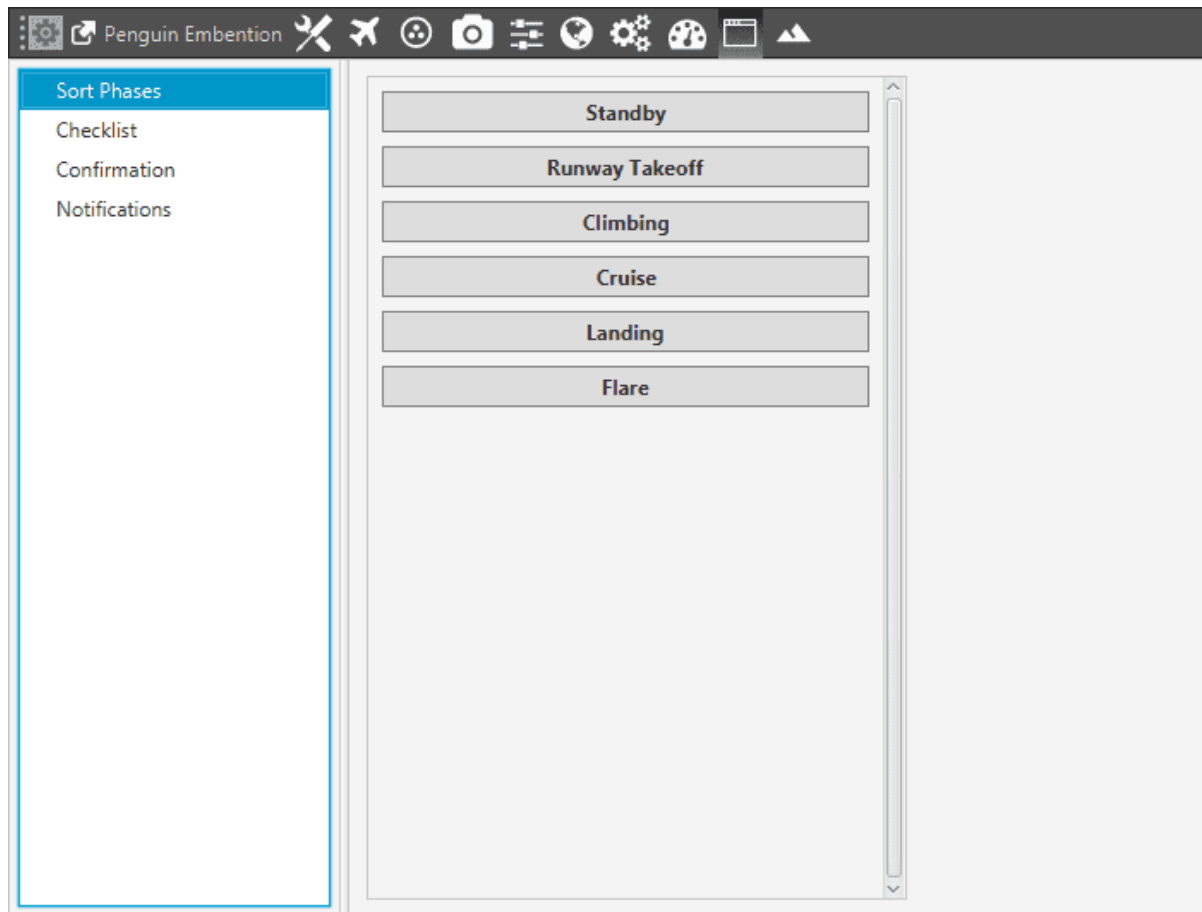 Penguin Embention
Sort Phases
Checklist
Confirmation
Notifications
Standby
Runway Takeoff
Climbing
Cruise
Landing
Flare